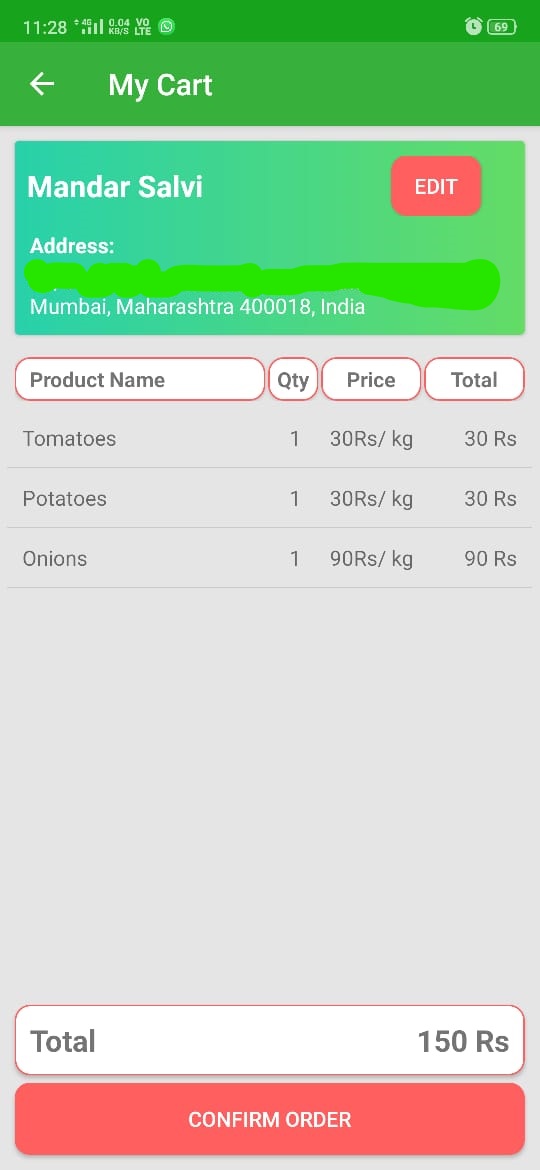 11:28 4G 0.04 KB/S VO LTE 69
My Cart
Mandar Salvi
EDIT
Address:
Mumbai, Maharashtra 400018, India
Product Name Qty Price Total
Tomatoes 1 30Rs/ kg 30 Rs
Potatoes 1 30Rs/ kg 30 Rs
Onions 1 90Rs/ kg 90 Rs
Total 150 Rs
CONFIRM ORDER